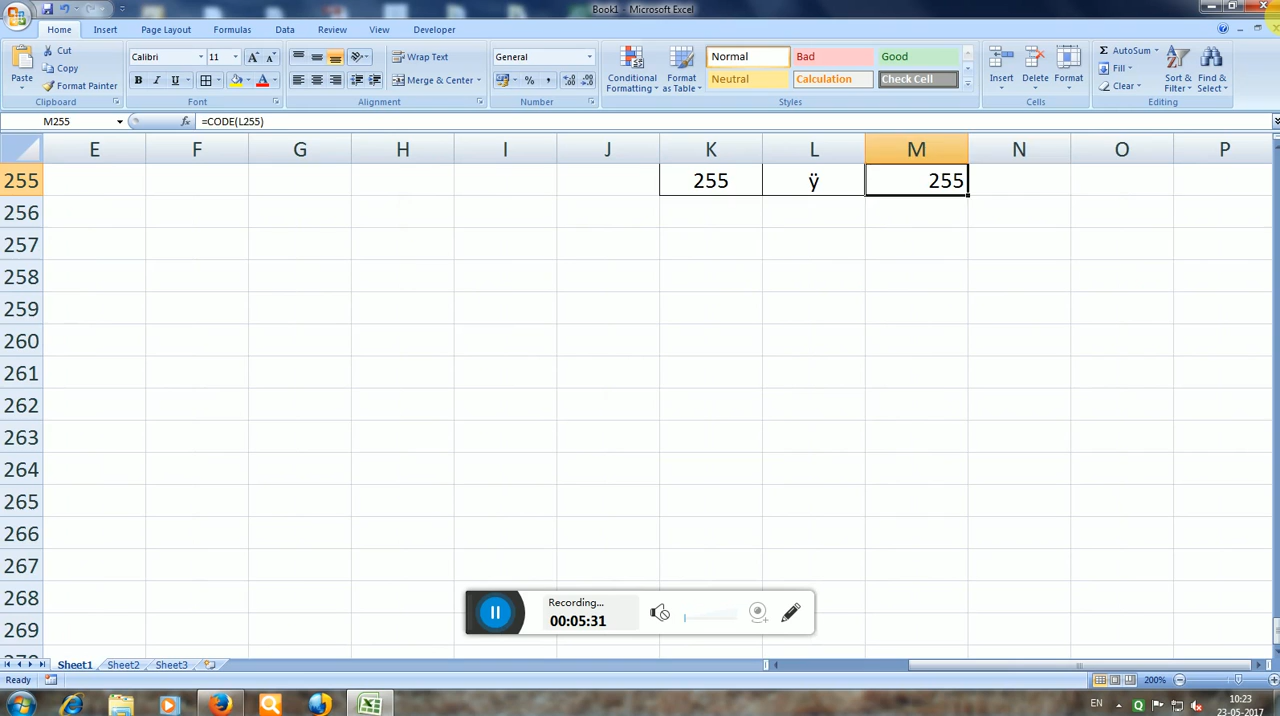 Book1 - Microsoft Excel
Home Insert Page Layout Formulas Data Review View Developer
Paste Cut Copy Format Painter Clipboard
Calibri 11 A A B I U A Font
Wrap Text Merge & Center Alignment
General % , Number
Conditional Formatting Format as Table Normal Bad Good Neutral Calculation Check Cell Styles
Insert Delete Format Cells
Σ AutoSum Fill Clear Sort & Filter Find & Select Editing
M255 fx =CODE(L255)
E F G H I J K L M N O P
255 255 ÿ 255
256
257
258
259
260
261
262
263
264
265
266
267
268
269
Recording...
00:05:31
Sheet1 Sheet2 Sheet3
Ready 200%
EN 10:23
23-05-2017